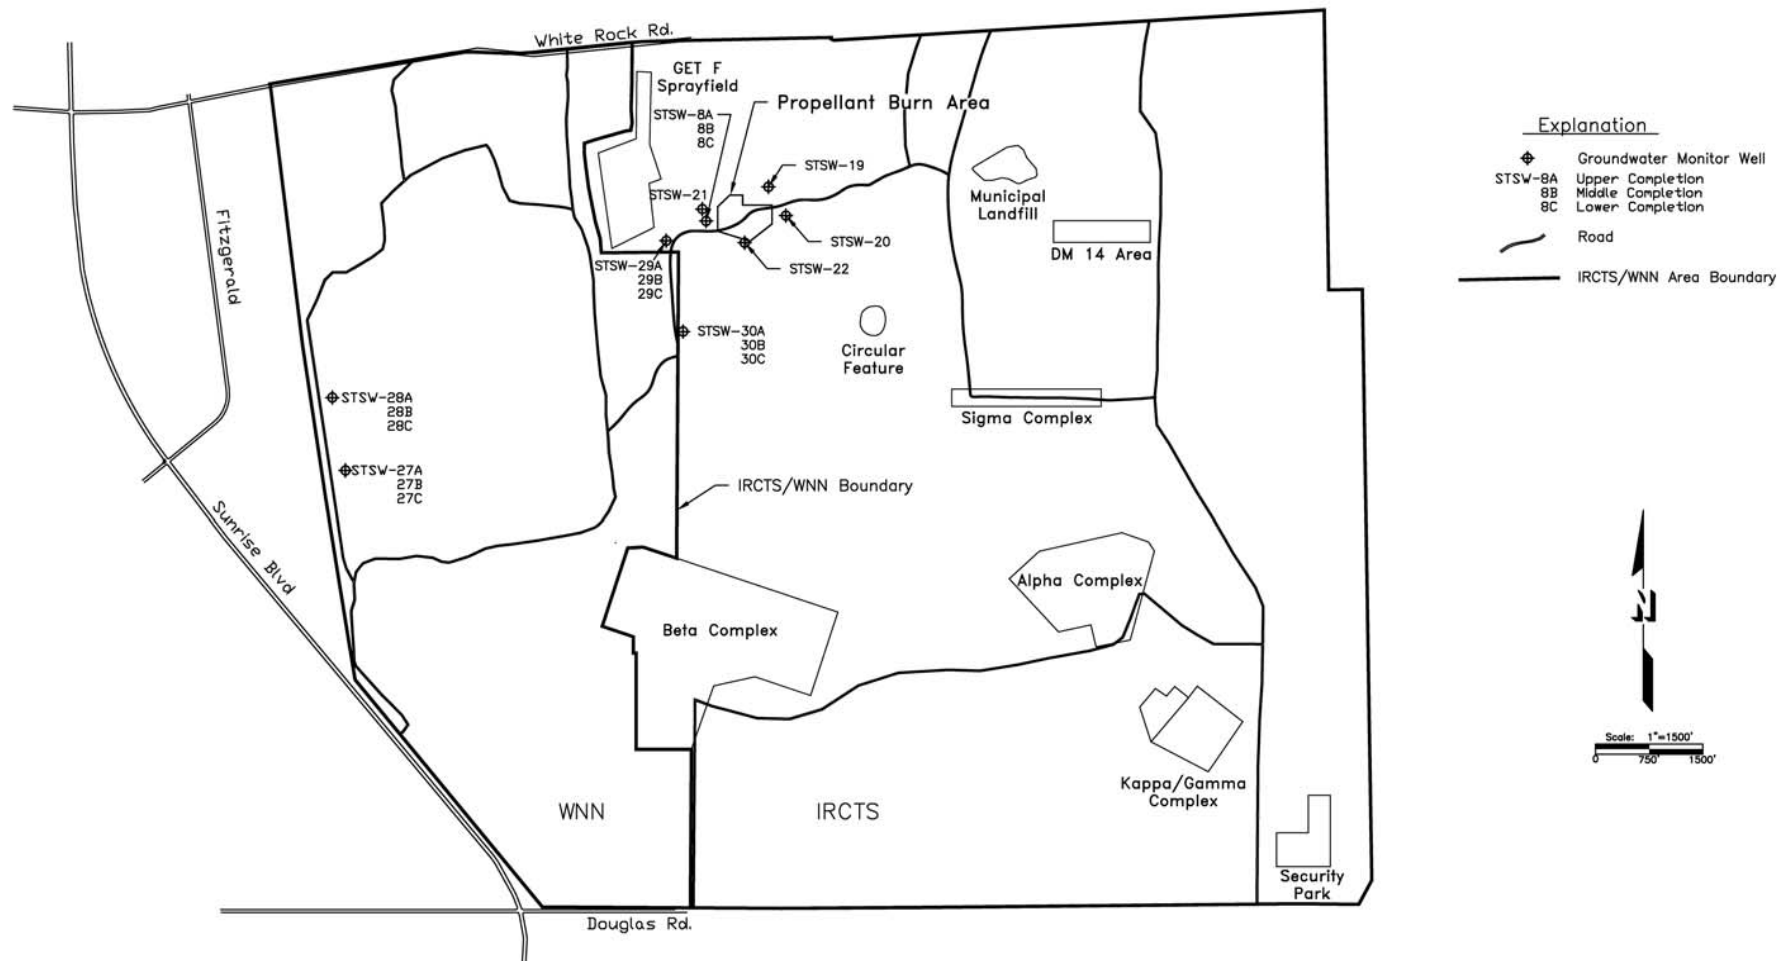 White Rock Rd.
GET F
Sprayfield
Propellant Burn Area
STSW-8A
8B
8C
STSW-19
STSW-21
STSW-20
STSW-22
STSW-29A
29B
29C
STSW-30A
30B
30C
Municipal
Landfill
DM 14 Area
Circular
Feature
Sigma Complex
Fitzgerald
STSW-28A
28B
28C
STSW-27A
27B
27C
IRCTS/WNN Boundary
Sunrise Blvd
Alpha Complex
Beta Complex
Kappa/Gamma
Complex
WNN
IRCTS
Security
Park
Douglas Rd.
Explanation
Groundwater Monitor Well
STSW-8A Upper Completion
8B Middle Completion
8C Lower Completion
Road
IRCTS/WNN Area Boundary
N
Scale: 1"=1500'
0 750' 1500'